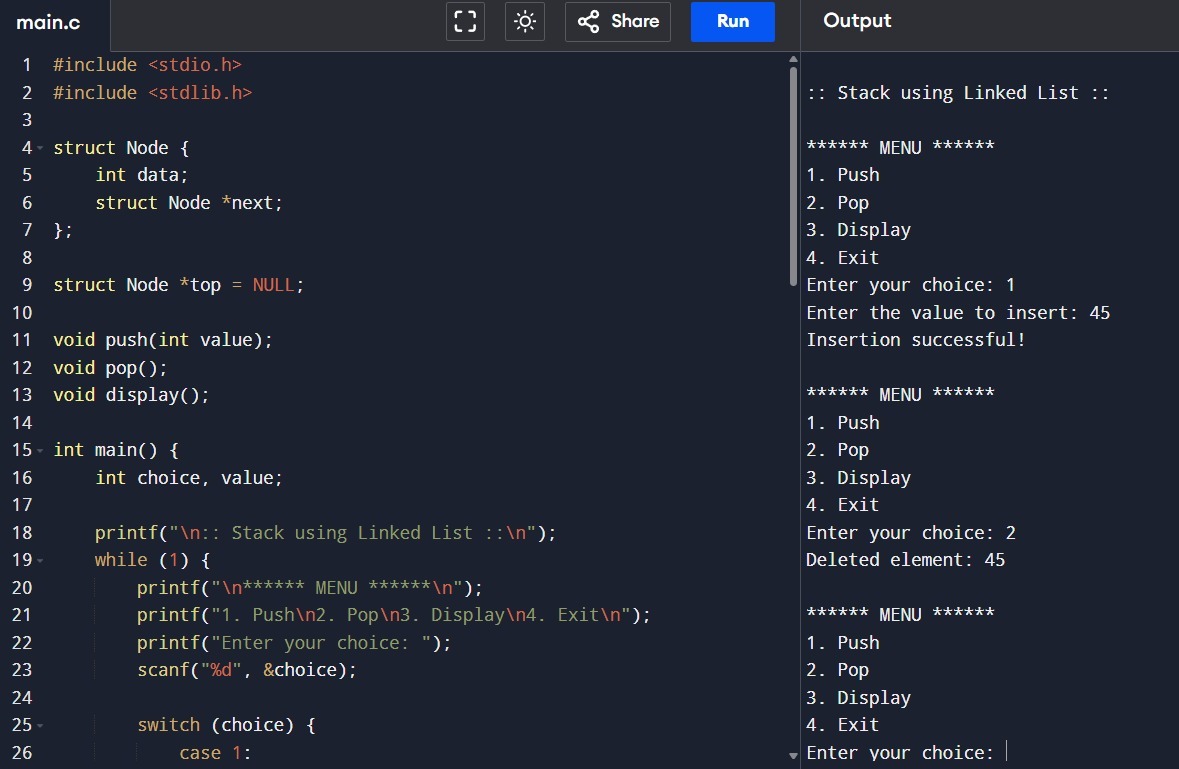 main.c
Share
Run
Output
1 #include <stdio.h>
2 #include <stdlib.h>
3
4 struct Node {
5     int data;
6     struct Node *next;
7 };
8
9 struct Node *top = NULL;
10
11 void push(int value);
12 void pop();
13 void display();
14
15 int main() {
16     int choice, value;
17
18     printf("\n:: Stack using Linked List ::\n");
19     while (1) {
20         printf("\n****** MENU ******\n");
21         printf("1. Push\n2. Pop\n3. Display\n4. Exit\n");
22         printf("Enter your choice: ");
23         scanf("%d", &choice);
24
25         switch (choice) {
26             case 1:
:: Stack using Linked List ::

****** MENU ******
1. Push
2. Pop
3. Display
4. Exit
Enter your choice: 1
Enter the value to insert: 45
Insertion successful!

****** MENU ******
1. Push
2. Pop
3. Display
4. Exit
Enter your choice: 2
Deleted element: 45

****** MENU ******
1. Push
2. Pop
3. Display
4. Exit
Enter your choice: